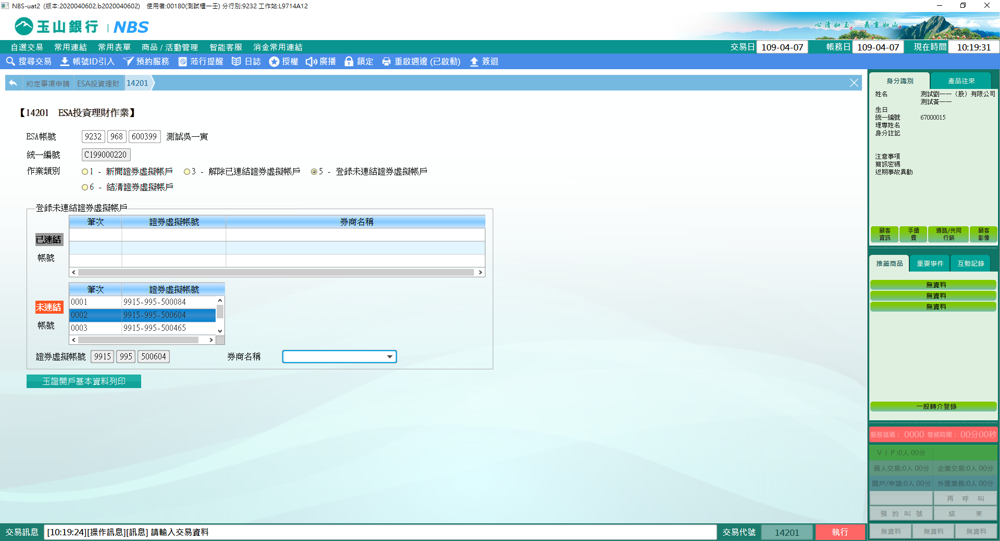 NBS-uat2 (版本:2020040602.b2020040602) 使用者:00180(測試櫃一王) 分行別:9232 工作站:L9714A12
玉山銀行 | NBS
心清如玉 義重如山
自選交易 常用連結 常用表單 商品 / 活動管理 智能客服 消金常用連結
交易日 109-04-07 帳務日 109-04-07 現在時間 10:19:31
搜尋交易 帳號ID引入 預約服務 蒞行提醒 日誌 授權 廣播 鎖定 重啟週邊 (已啟動) 簽退
約定事項申請 ESA投資理財 14201
【14201 ESA投資理財作業】
ESA帳號 9232 968 600399 測試吳一寅
統一編號 C199000220
作業類別 1 - 新開證券虛擬帳戶 3 - 解除已連結證券虛擬帳戶 5 - 登錄未連結證券虛擬帳戶
6 - 結清證券虛擬帳戶
登錄未連結證券虛擬帳戶
筆次 證券虛擬帳號 券商名稱
已連結
帳號
筆次 證券虛擬帳號
0001 9915-995-500084
未連結
0002 9915-995-500604
帳號
0003 9915-995-500465
證券虛擬帳號 9915 995 500604 券商名稱
玉證開戶基本資料列印
身分識別 產品往來
姓名 測試劉一一（股）有限公司
測試黃一一
生日
統一編號 67000015
理專姓名
身分註記
注意事項
簡訊密碼
近期事故異動
顧客資訊 手續費 通路/共同行銷 顧客影像
推薦商品 重要事件 互動記錄
無資料
無資料
無資料
一般轉介登錄
服務號碼： 0000 等候時間： 00分00秒
ＶＩＰ:0人 00分
個人交易:0人 00分 企業交易:0人 00分
開戶/申請:0人 00分 外匯業務:0人 00分
再 呼 叫
預 約 叫 號 結 束
無資料 無資料 無資料
交易訊息 [10:19:24][操作訊息][訊息] 請輸入交易資料 交易代號 14201 執行